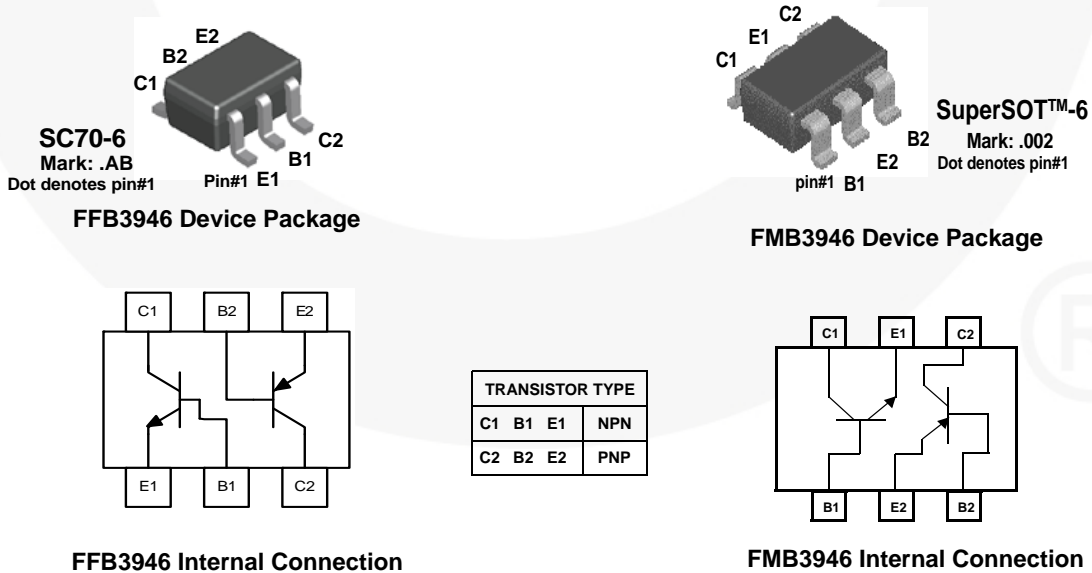 E2
B2
C1
SC70-6
Mark: .AB
Dot denotes pin#1
C2
B1
Pin#1 E1
FFB3946 Device Package
C2
E1
C1
SuperSOT™-6
Mark: .002
Dot denotes pin#1
B2
E2
pin#1 B1
FMB3946 Device Package
C1 B2 E2
E1 B1 C2
FFB3946 Internal Connection
TRANSISTOR TYPE
C1 B1 E1 NPN
C2 B2 E2 PNP
C1 E1 C2
B1 E2 B2
FMB3946 Internal Connection
®